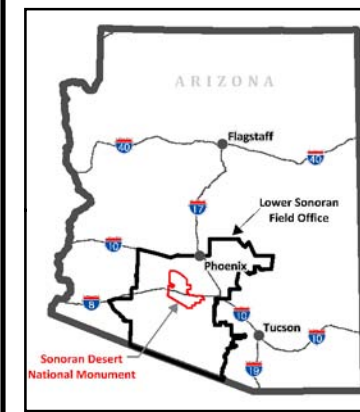 ARIZONA
Flagstaff
40
40
17
Lower Sonoran
Field Office
10
Phoenix
8
10
Tucson
10
Sonoran Desert
National Monument
19